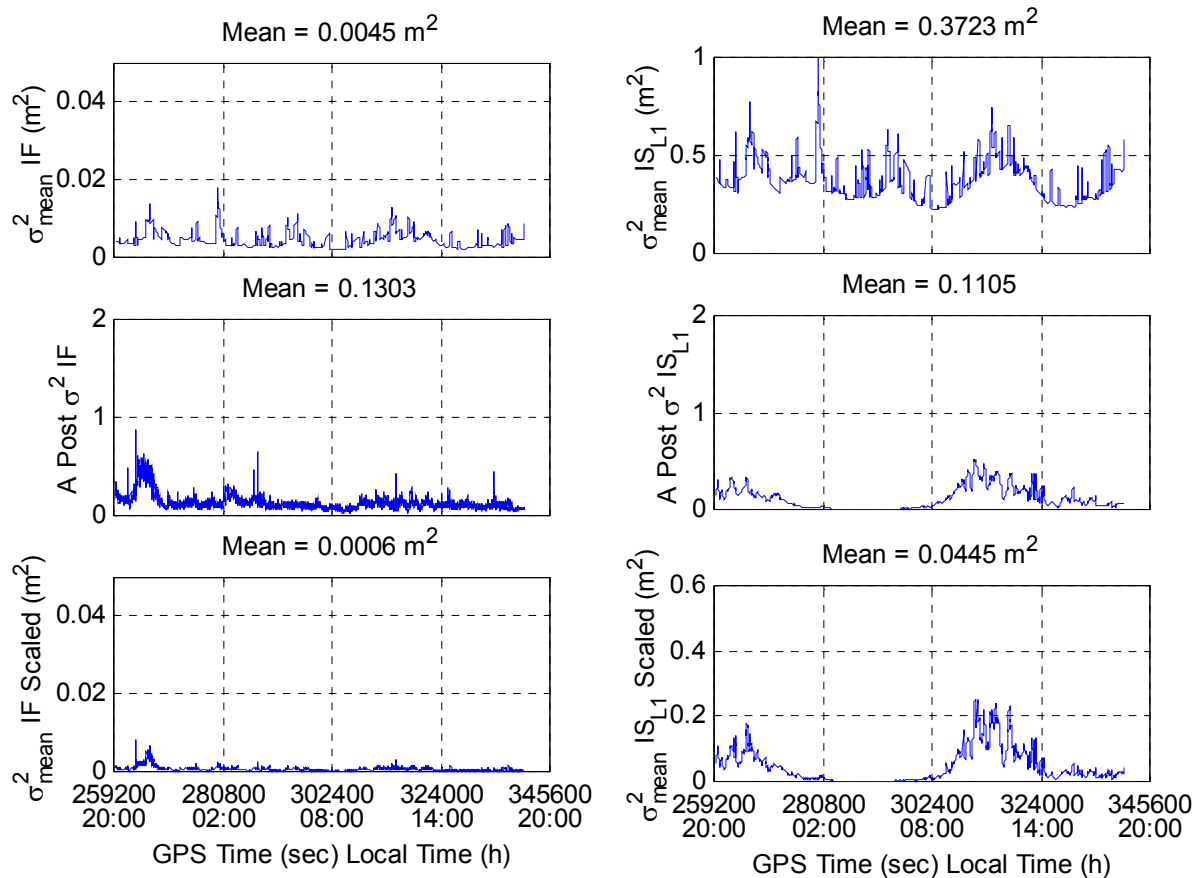 Mean = 0.0045 m²
σ²mean IF (m²)
0.04
0.02
0
Mean = 0.1303
A Post σ² IF
2
1
0
Mean = 0.0006 m²
σ²mean IF Scaled (m²)
0.04
0.02
0
259200 280800 302400 324000 345600
20:00 02:00 08:00 14:00 20:00
GPS Time (sec) Local Time (h)
Mean = 0.3723 m²
σ²mean ISL1 (m²)
1
0.5
0
Mean = 0.1105
A Post σ² ISL1
2
1
0
Mean = 0.0445 m²
σ²mean ISL1 Scaled (m²)
0.6
0.4
0.2
0
259200 280800 302400 324000 345600
20:00 02:00 08:00 14:00 20:00
GPS Time (sec) Local Time (h)